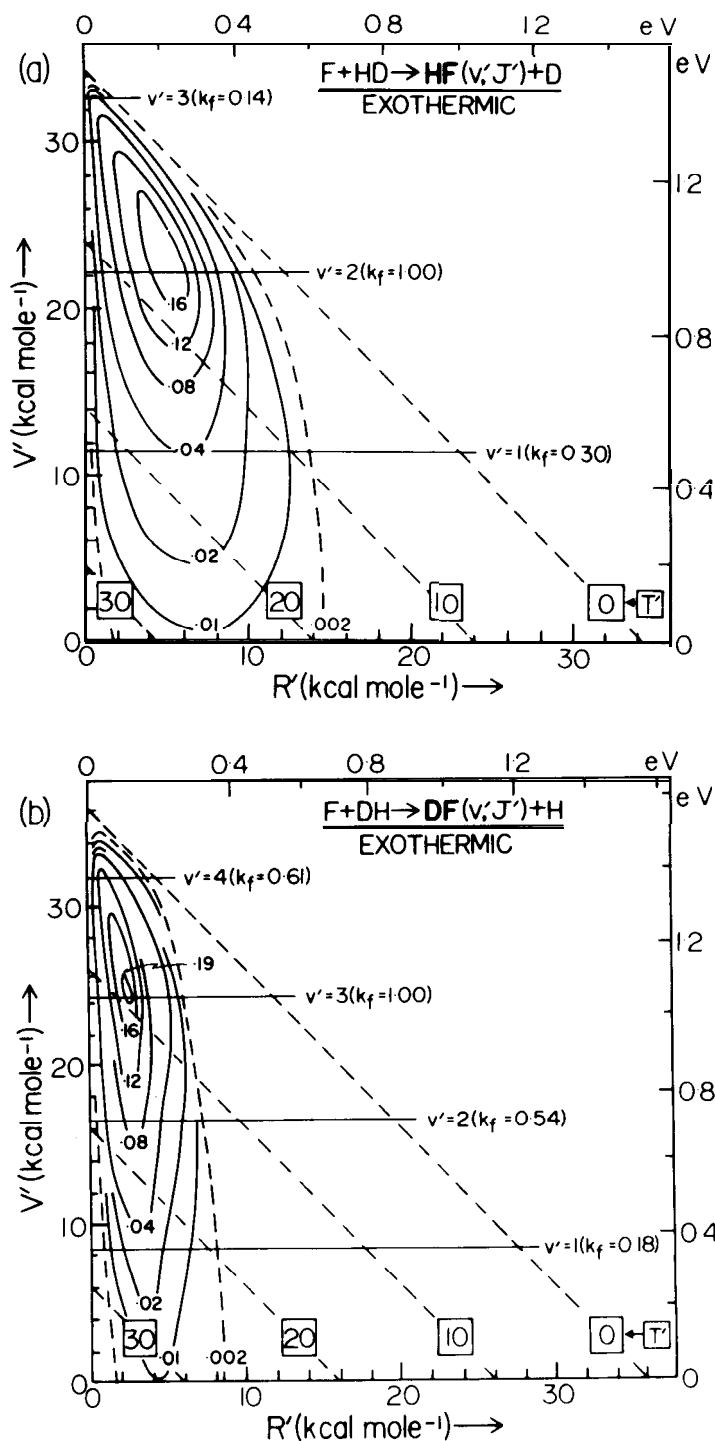 0 0·4 0·8 1·2 eV
(a)
F+HD→HF(v',J')+D
EXOTHERMIC
eV
v'=3(kf=0.14)
30
1·2
v'=2(kf=1.00)
.16
20
.12
0·8
.08
.04
v'=1(kf=0.30)
10
0·4
.02
30 20 10 0 ← T'
.01 .002
0 0
0 10 20 30
V'(kcal mole⁻¹)→
R'(kcal mole⁻¹)→
0 0·4 0·8 1·2 eV
(b)
F+DH→DF(v',J')+H
EXOTHERMIC
eV
v'=4(kf=0.61)
30
1·2
.19
v'=3(kf=1.00)
.16
.12
20
0·8
v'=2(kf=0.54)
.08
10
.04
v'=1(kf=0.18)
0·4
.02
30 20 10 0 ← T'
.01 .002
0 0
0 10 20 30
V'(kcal mole⁻¹)→
R'(kcal mole⁻¹)→